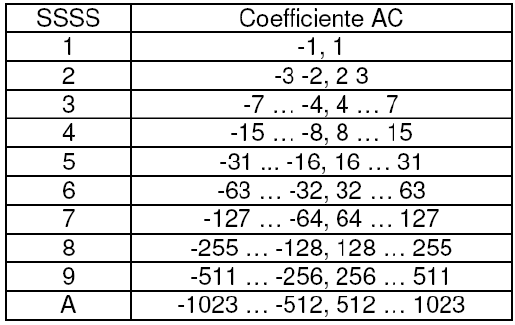 SSSS Coefficiente AC
1 -1, 1
2 -3 -2, 2 3
3 -7 … -4, 4 … 7
4 -15 … -8, 8 … 15
5 -31 ... -16, 16 … 31
6 -63 … -32, 32 … 63
7 -127 … -64, 64 … 127
8 -255 … -128, 128 … 255
9 -511 … -256, 256 … 511
A -1023 … -512, 512 … 1023